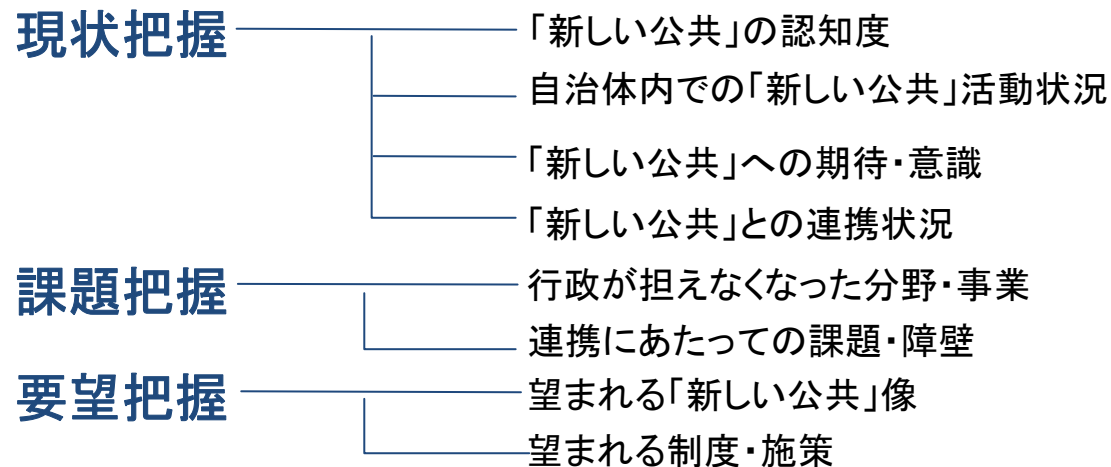 現状把握
「新しい公共」の認知度
自治体内での「新しい公共」活動状況
「新しい公共」への期待・意識
「新しい公共」との連携状況
課題把握
行政が担えなくなった分野・事業
連携にあたっての課題・障壁
要望把握
望まれる「新しい公共」像
望まれる制度・施策